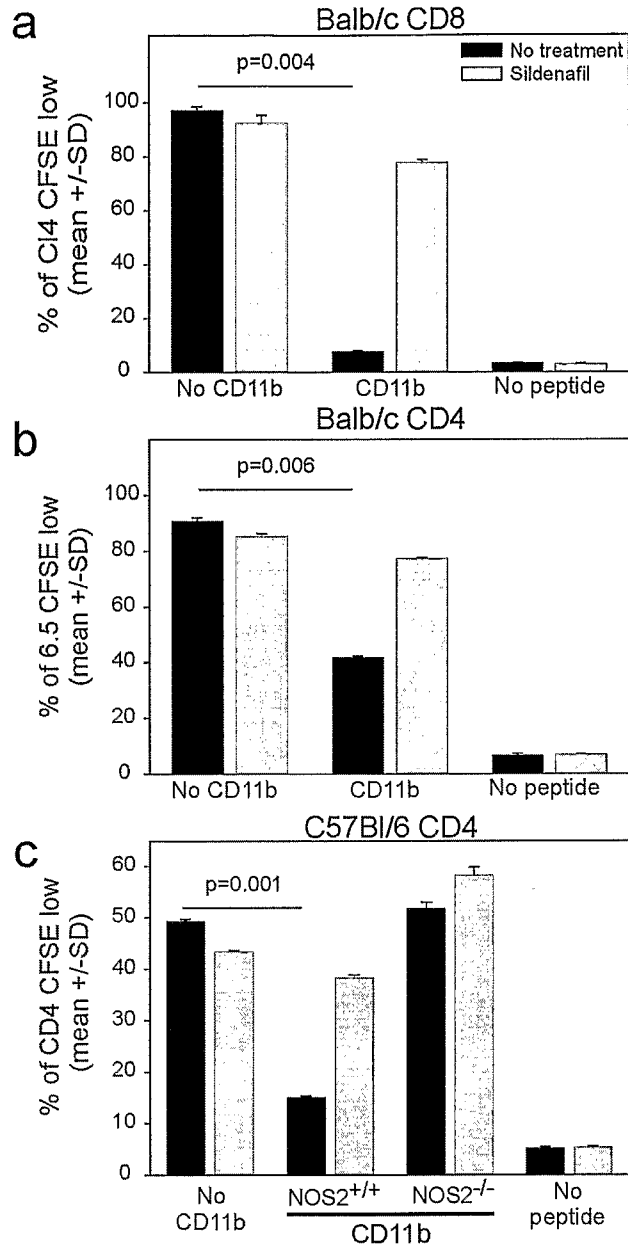 a
Balb/c CD8
No treatment
Sildenafil
p=0.004
% of Cl4 CFSE low
(mean +/-SD)
100
80
60
40
20
0
No CD11b
CD11b
No peptide
b
Balb/c CD4
p=0.006
% of 6.5 CFSE low
(mean +/-SD)
100
80
60
40
20
0
No CD11b
CD11b
No peptide
c
C57Bl/6 CD4
p=0.001
% of CD4 CFSE low
(mean +/-SD)
60
50
40
30
20
10
0
No
CD11b
NOS2+/+
NOS2-/-
CD11b
No
peptide